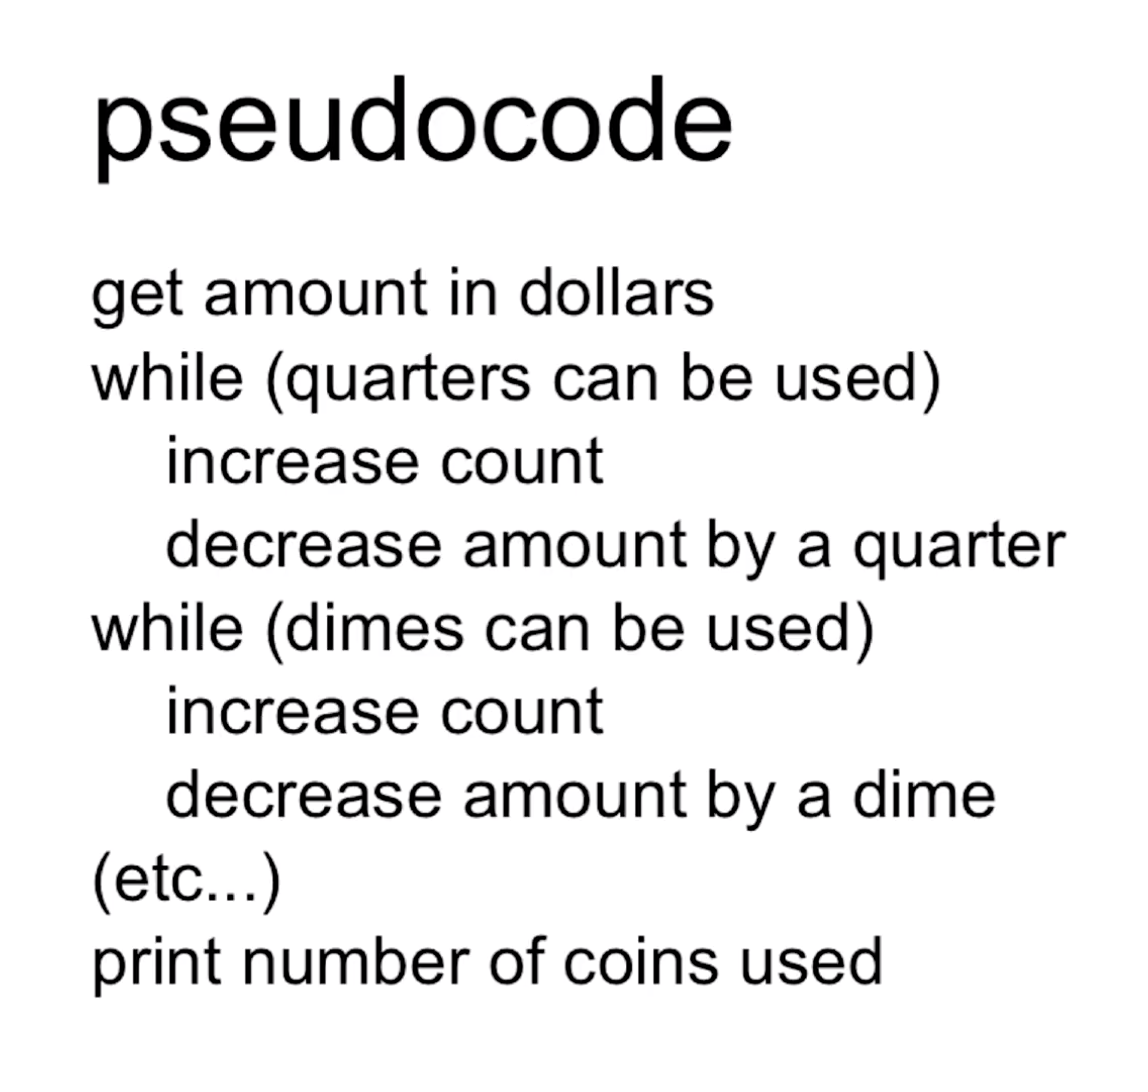 pseudocode
get amount in dollars
while (quarters can be used)
increase count
decrease amount by a quarter
while (dimes can be used)
increase count
decrease amount by a dime
(etc...)
print number of coins used